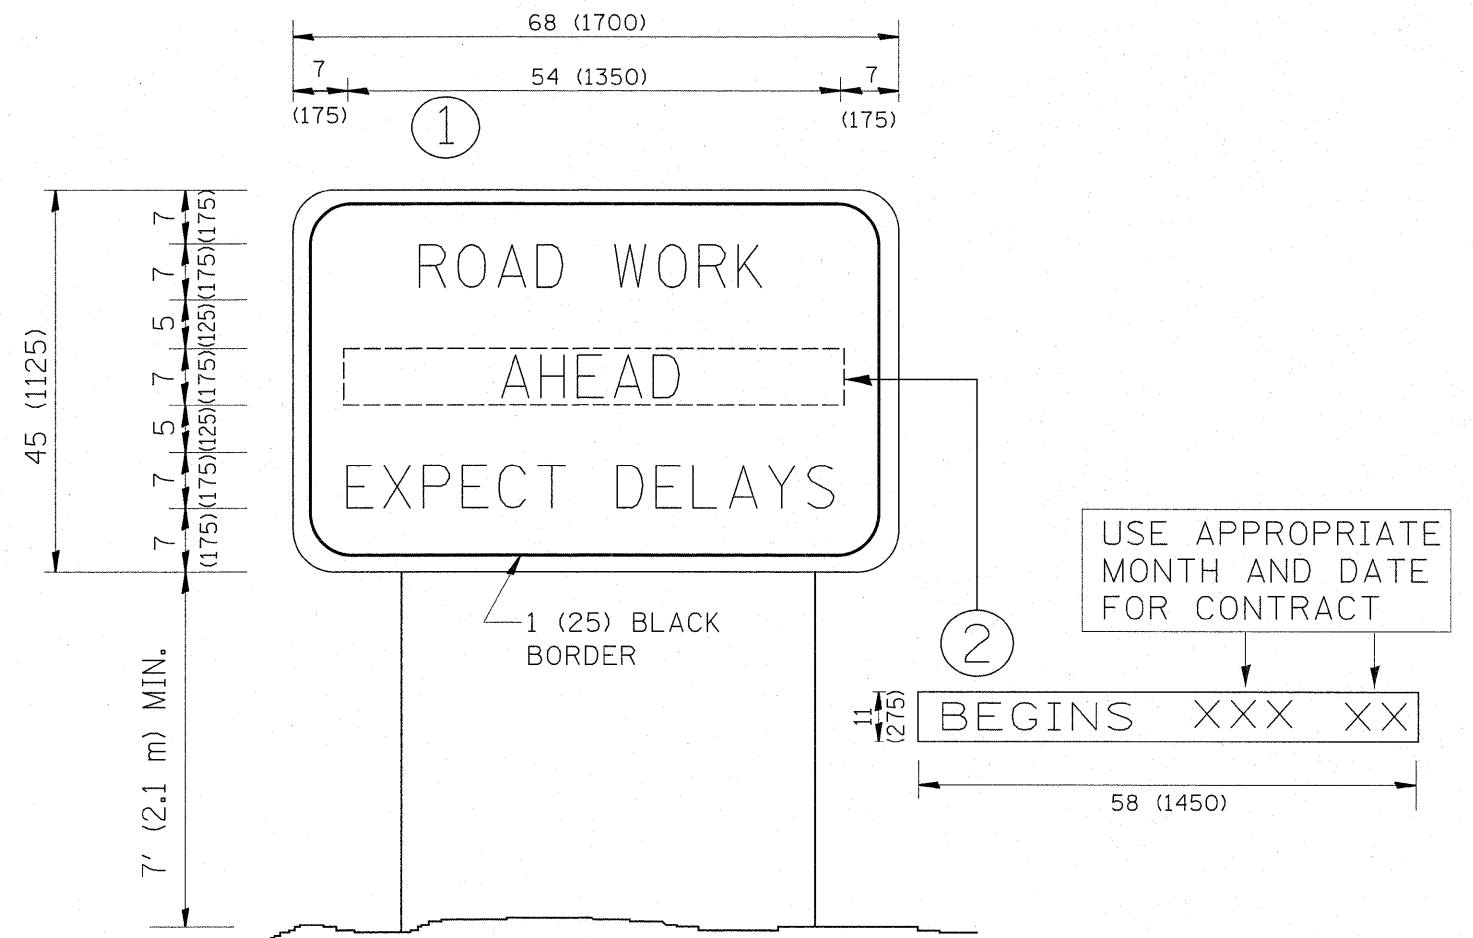 68 (1700)
7
54 (1350)
7
(175)
(175)
1
45 (1125)
7
(175)
7
(175)
5
(125)
7
(175)
5
(125)
7
(175)
7
(175)
ROAD WORK
AHEAD
EXPECT DELAYS
1 (25) BLACK
BORDER
7' (2.1 m) MIN.
2
USE APPROPRIATE
MONTH AND DATE
FOR CONTRACT
11
(275)
BEGINS XXX XX
58 (1450)